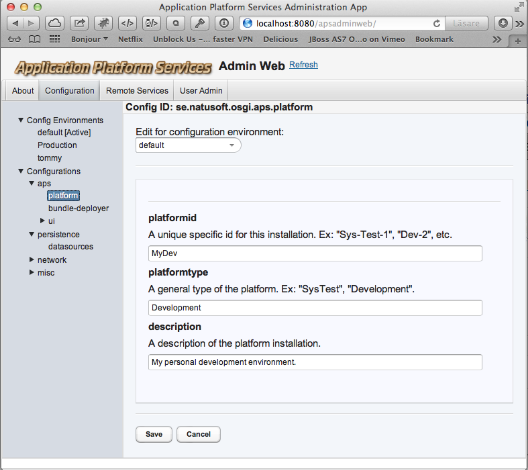 Application Platform Services Administration App
localhost:8080/apsadminweb/
Läsare
Bonjour
Netflix
Unblock Us – ... faster VPN
Delicious
JBoss AS7 O...o on Vimeo
Bookmark
Application Platform Services Admin Web Refresh
About
Configuration
Remote Services
User Admin
Config Environments
default [Active]
Production
tommy
Configurations
aps
platform
bundle-deployer
ui
persistence
datasources
network
misc
Config ID: se.natusoft.osgi.aps.platform
Edit for configuration environment:
default
platformid
A unique specific id for this installation. Ex: "Sys-Test-1", "Dev-2", etc.
MyDev
platformtype
A general type of the platform. Ex: "SysTest", "Development".
Development
description
A description of the platform installation.
My personal development environment.
Save
Cancel